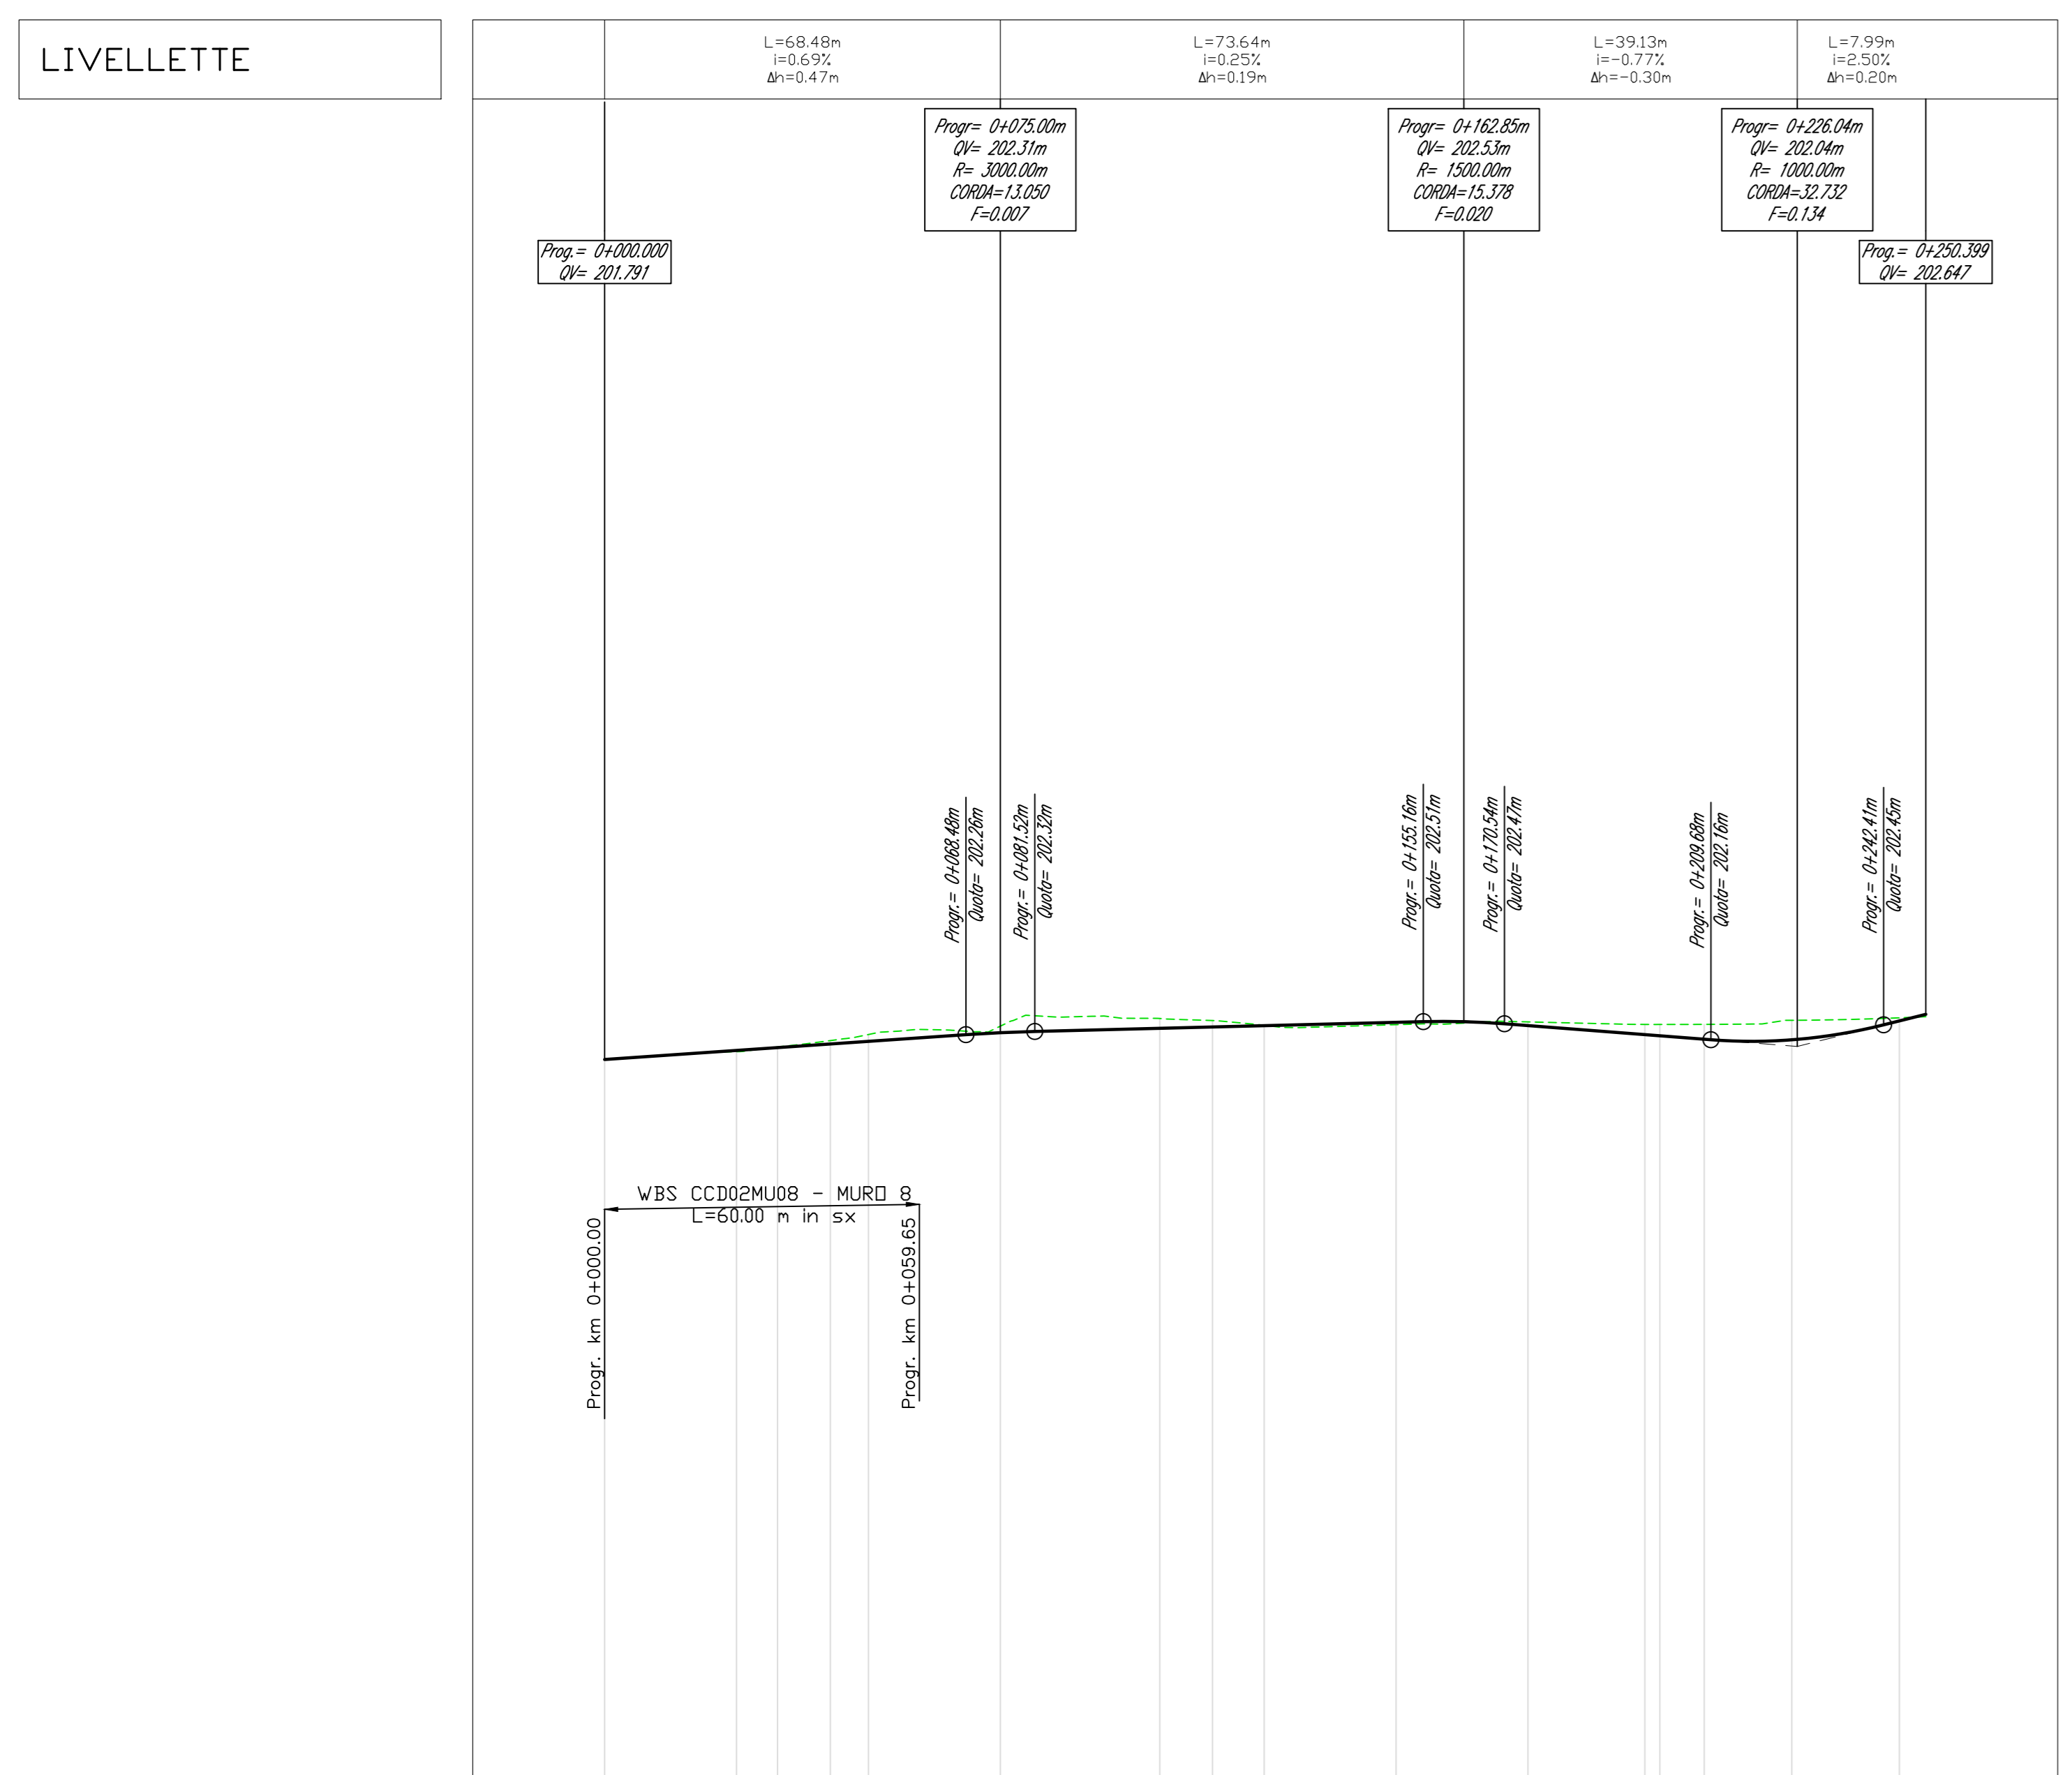 LIVELLETTE
L=68.48m
i=0.69%
Δh=0.47m
L=73.64m
i=0.25%
Δh=0.19m
L=39.13m
i=-0.77%
Δh=-0.30m
L=7.99m
i=2.50%
Δh=0.20m
Progr= 0+075.00m
QV= 202.31m
R= 3000.00m
CORDA=13.050
F=0.007
Progr= 0+162.85m
QV= 202.53m
R= 1500.00m
CORDA=15.378
F=0.020
Progr= 0+226.04m
QV= 202.04m
R= 1000.00m
CORDA=32.732
F=0.134
Prog.= 0+000.000
QV= 201.791
Prog.= 0+250.399
QV= 202.647
Progr.= 0+068.48m
Quota= 202.26m
Progr.= 0+081.52m
Quota= 202.32m
Progr.= 0+155.16m
Quota= 202.51m
Progr.= 0+170.54m
Quota= 202.47m
Progr.= 0+209.68m
Quota= 202.16m
Progr.= 0+242.41m
Quota= 202.45m
WBS CCD02MU08 - MURO 8
L=60.00 m in sx
Progr. km 0+000.00
Progr. km 0+059.65